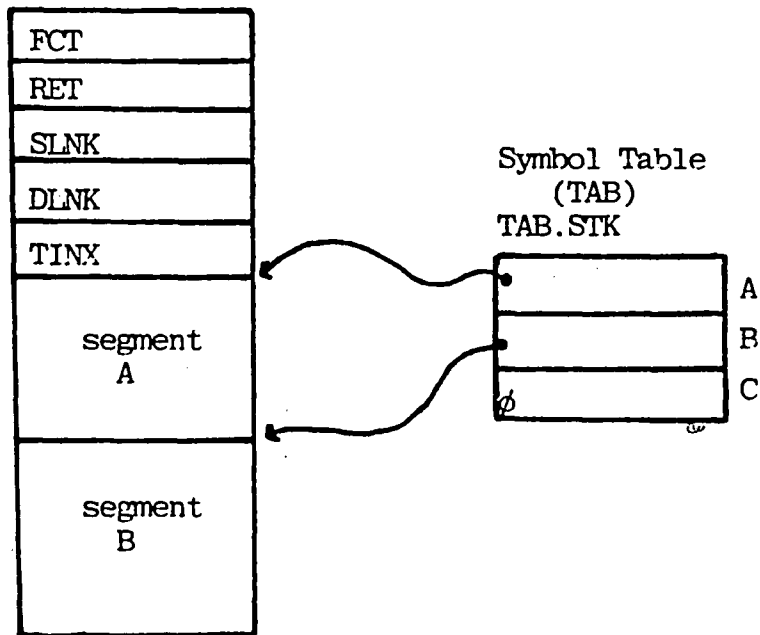 FCT
RET
SLNK
DLNK
TINX
segment
A
segment
B
Symbol Table
(TAB)
TAB.STK
A
B
C
ϕ